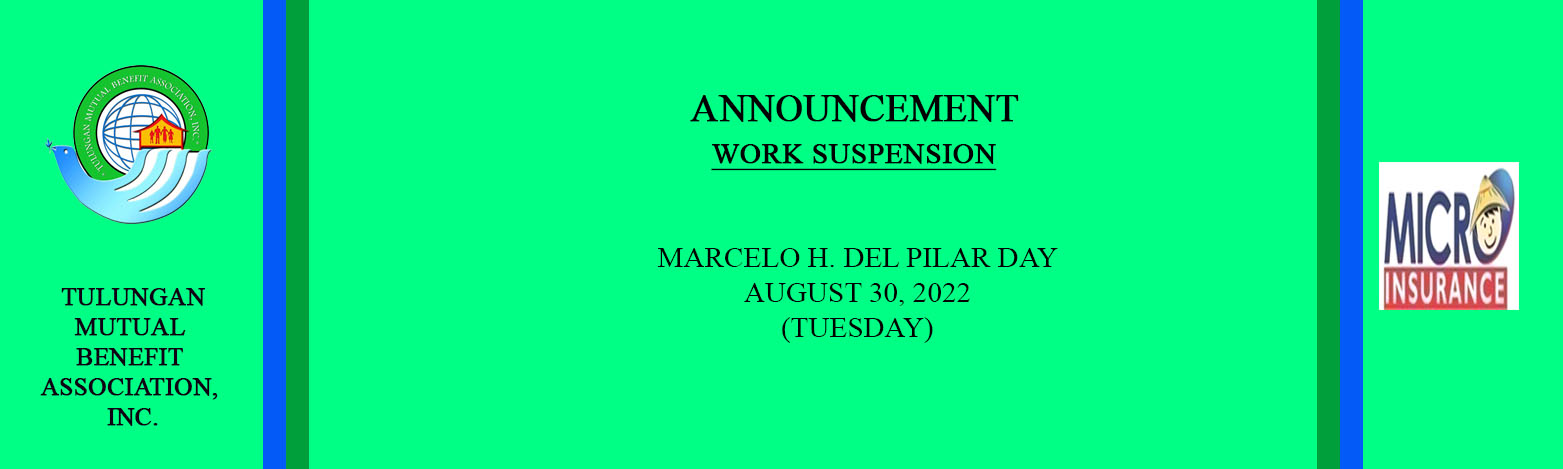 TULUNGAN MUTUAL BENEFIT ASSOCIATION, INC.
TULUNGAN
MUTUAL
BENEFIT
ASSOCIATION,
INC.
ANNOUNCEMENT
WORK SUSPENSION
MARCELO H. DEL PILAR DAY
AUGUST 30, 2022
(TUESDAY)
MICRO
INSURANCE